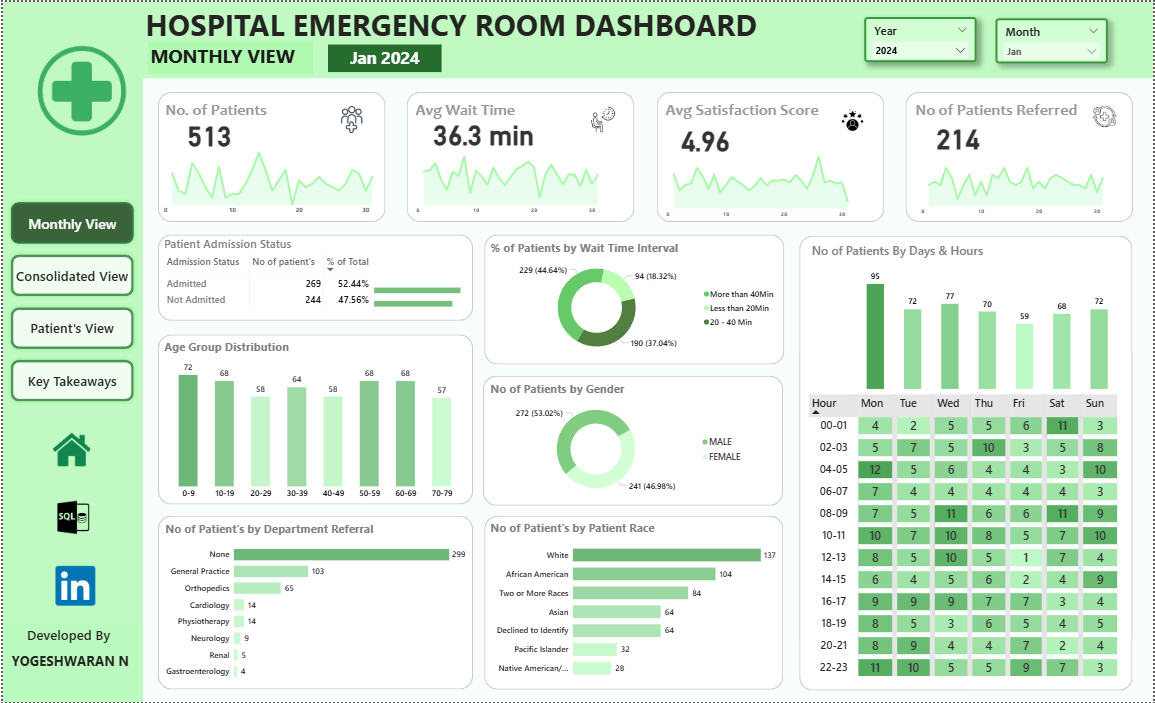 HOSPITAL EMERGENCY ROOM DASHBOARD
MONTHLY VIEW
Jan 2024
Year
2024
Month
Jan
Monthly View
Consolidated View
Patient's View
Key Takeaways
SQL
in
Developed By
YOGESHWARAN N
No. of Patients
513
0 10 20 30
Avg Wait Time
36.3 min
0 10 20 30
Avg Satisfaction Score
4.96
0 10 20 30
No of Patients Referred
214
0 10 20 30
Patient Admission Status
Admission Status No of patient's % of Total
Admitted 269 52.44%
Not Admitted 244 47.56%
Age Group Distribution
72 68 58 64 58 68 68 57
0-9 10-19 20-29 30-39 40-49 50-59 60-69 70-79
No of Patient's by Department Referral
None 299
General Practice 103
Orthopedics 65
Cardiology 14
Physiotherapy 14
Neurology 9
Renal 5
Gastroenterology 4
% of Patients by Wait Time Interval
229 (44.64%)
94 (18.32%)
190 (37.04%)
More than 40Min
Less than 20Min
20 - 40 Min
No of Patients by Gender
272 (53.02%)
241 (46.98%)
MALE
FEMALE
No of Patient's by Patient Race
White 137
African American 104
Two or More Races 84
Asian 64
Declined to Identify 64
Pacific Islander 32
Native American/... 28
No of Patients By Days & Hours
95 72 77 70 59 68 72
Hour Mon Tue Wed Thu Fri Sat Sun
00-01 4 2 5 5 6 11 3
02-03 5 7 5 10 3 5 8
04-05 12 5 6 4 4 3 10
06-07 7 4 4 4 4 4 3
08-09 7 5 11 6 6 11 9
10-11 10 7 10 8 5 7 10
12-13 8 5 10 5 1 7 4
14-15 6 4 5 6 2 4 9
16-17 9 9 9 7 7 3 4
18-19 8 5 3 6 5 4 5
20-21 8 9 4 4 7 2 4
22-23 11 10 5 5 9 7 3